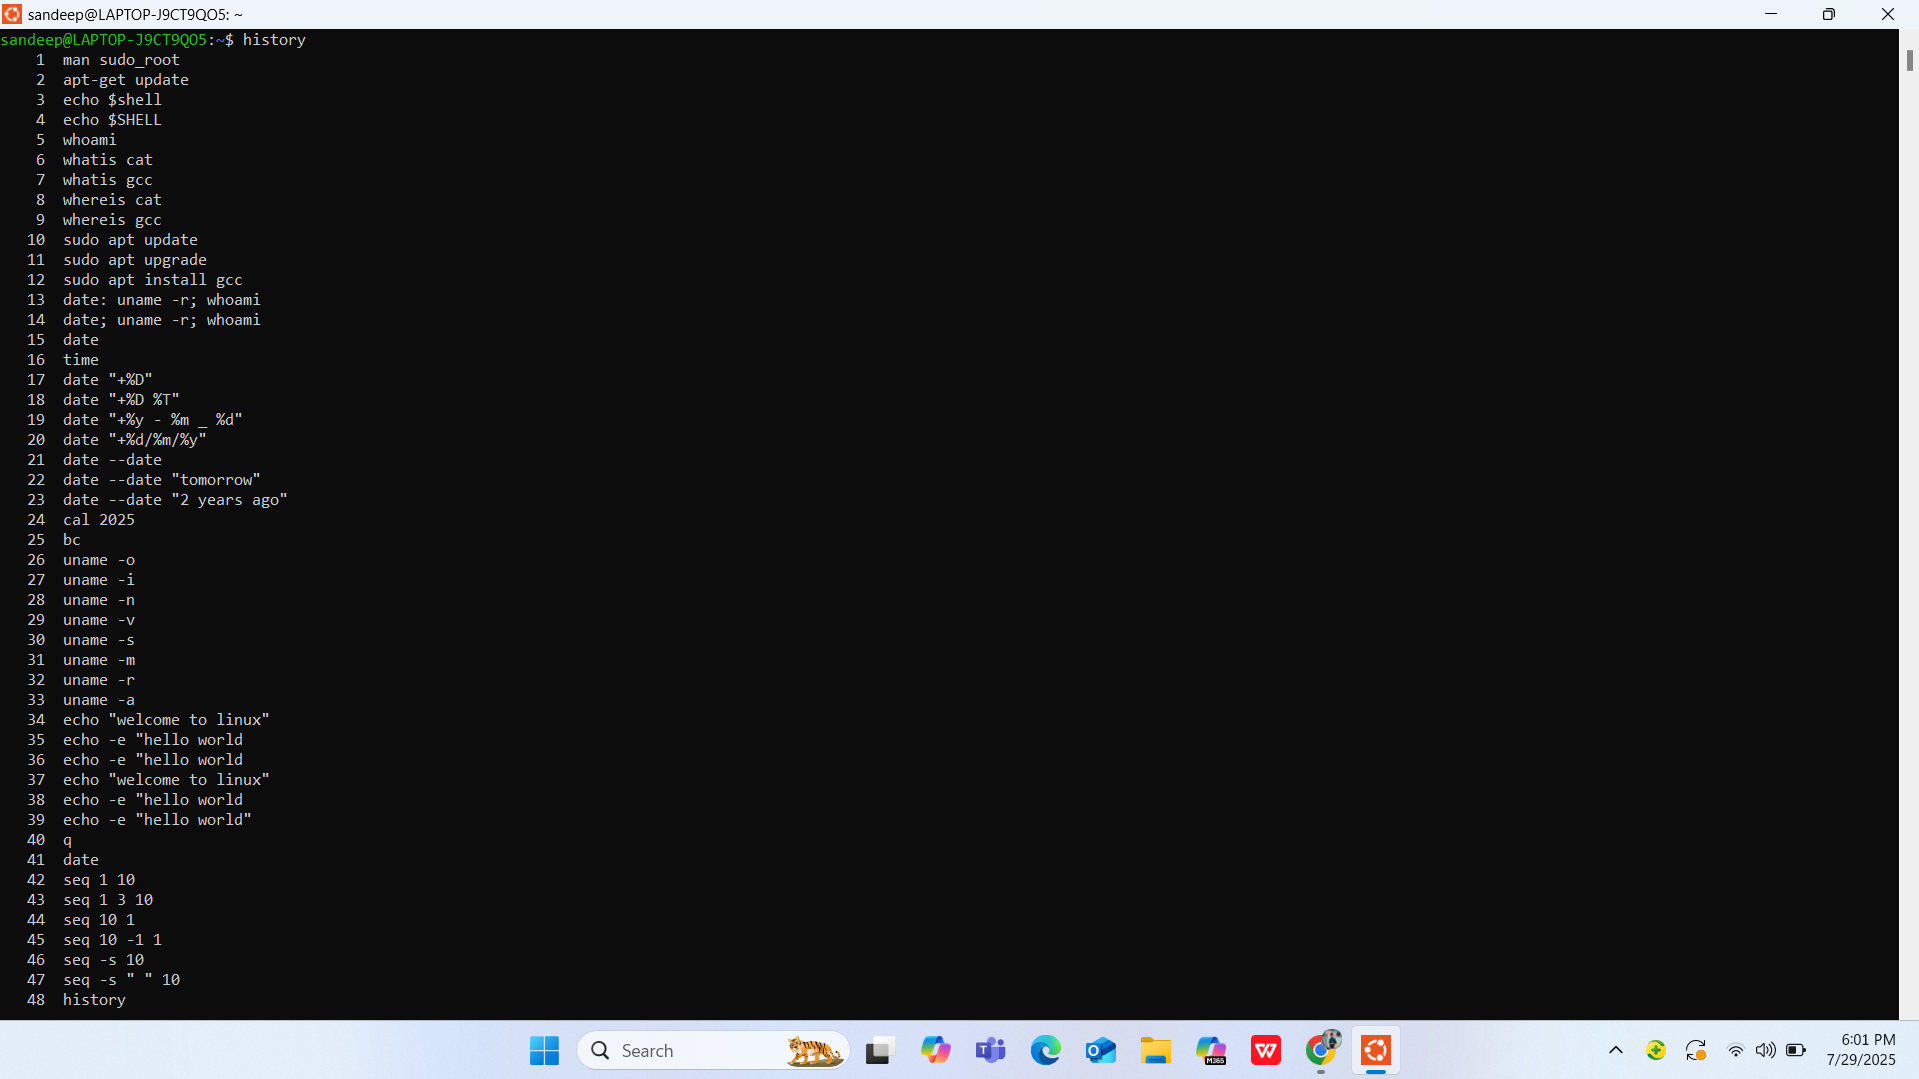 sandeep@LAPTOP-J9CT9QO5: ~
sandeep@LAPTOP-J9CT9QO5:~$ history
1 man sudo_root
2 apt-get update
3 echo $shell
4 echo $SHELL
5 whoami
6 whatis cat
7 whatis gcc
8 whereis cat
9 whereis gcc
10 sudo apt update
11 sudo apt upgrade
12 sudo apt install gcc
13 date: uname -r; whoami
14 date; uname -r; whoami
15 date
16 time
17 date "+%D"
18 date "+%D %T"
19 date "+%y - %m _ %d"
20 date "+%d/%m/%y"
21 date --date
22 date --date "tomorrow"
23 date --date "2 years ago"
24 cal 2025
25 bc
26 uname -o
27 uname -i
28 uname -n
29 uname -v
30 uname -s
31 uname -m
32 uname -r
33 uname -a
34 echo "welcome to linux"
35 echo -e "hello world
36 echo -e "hello world
37 echo "welcome to linux"
38 echo -e "hello world
39 echo -e "hello world"
40 q
41 date
42 seq 1 10
43 seq 1 3 10
44 seq 10 1
45 seq 10 -1 1
46 seq -s 10
47 seq -s " " 10
48 history
Search
M365
6:01 PM
7/29/2025